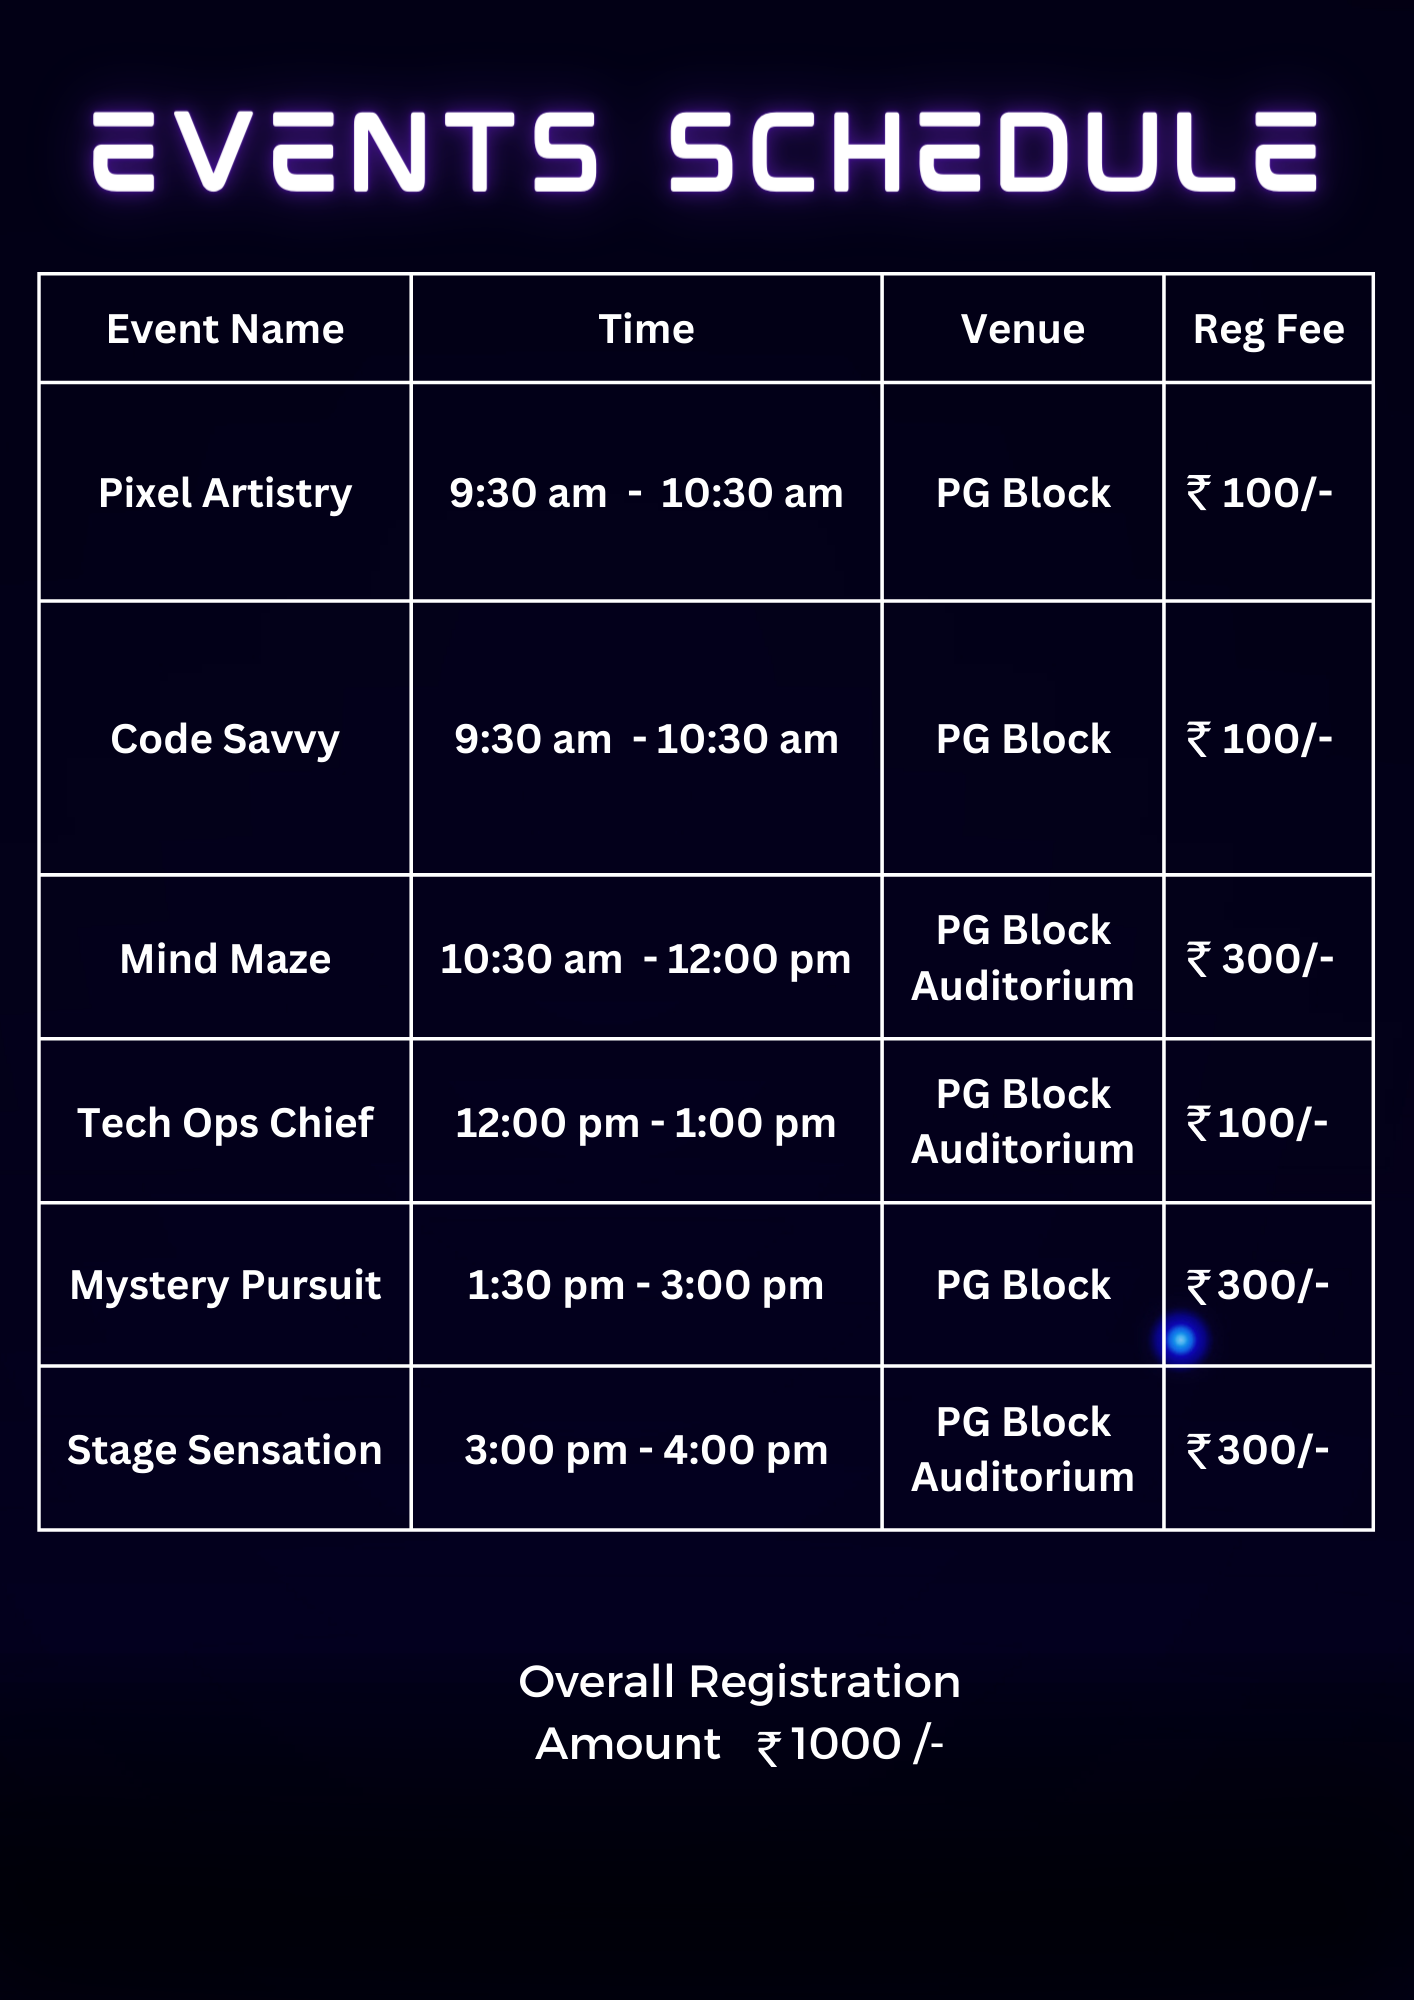 EVENTS SCHEDULE
Event Name Time Venue Reg Fee
Pixel Artistry 9:30 am - 10:30 am PG Block ₹ 100/-
Code Savvy 9:30 am - 10:30 am PG Block ₹ 100/-
Mind Maze 10:30 am - 12:00 pm PG Block Auditorium ₹ 300/-
Tech Ops Chief 12:00 pm - 1:00 pm PG Block Auditorium ₹ 100/-
Mystery Pursuit 1:30 pm - 3:00 pm PG Block ₹ 300/-
Stage Sensation 3:00 pm - 4:00 pm PG Block Auditorium ₹ 300/-
Overall Registration
Amount ₹ 1000 /-